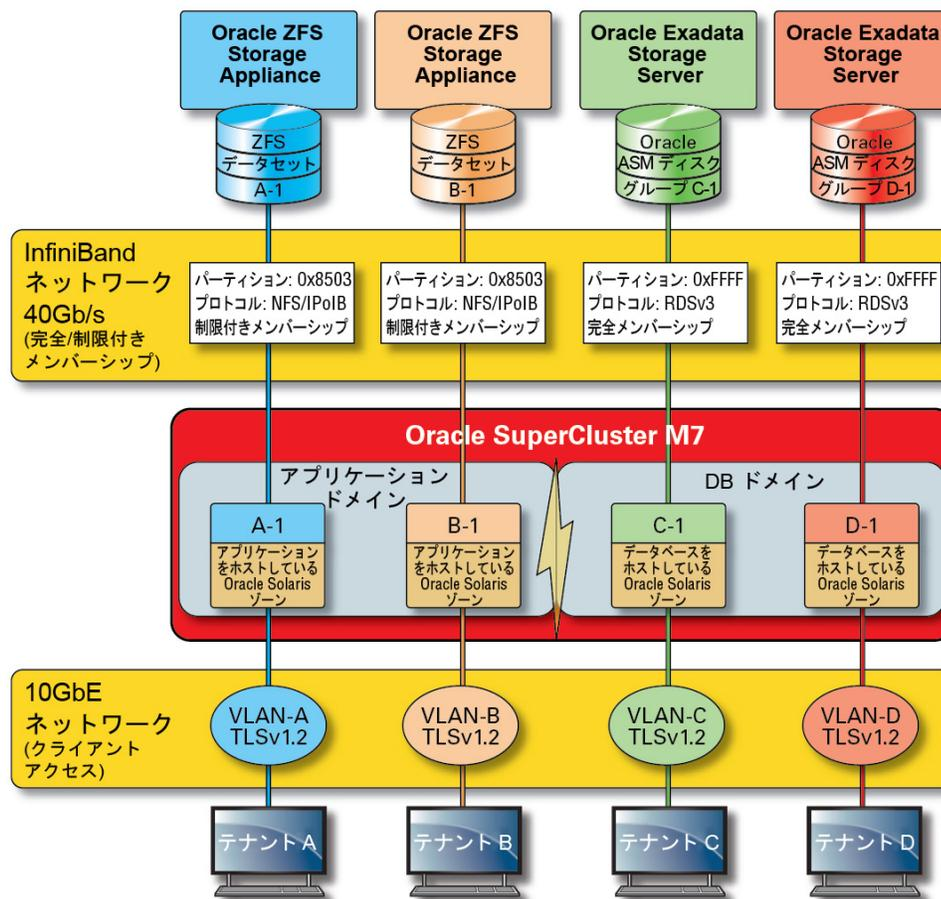 Oracle ZFS
Storage
Appliance
Oracle ZFS
Storage
Appliance
Oracle Exadata
Storage
Server
Oracle Exadata
Storage
Server
ZFS
データセット
A-1
ZFS
データセット
B-1
Oracle
ASM ディスク
グループ C-1
Oracle
ASM ディスク
グループ D-1
InfiniBand
ネットワーク
40Gb/s
(完全/制限付き
メンバーシップ)
パーティション: 0x8503
プロトコル: NFS/IPoIB
制限付きメンバーシップ
パーティション: 0x8503
プロトコル: NFS/IPoIB
制限付きメンバーシップ
パーティション: 0xFFFF
プロトコル: RDSv3
完全メンバーシップ
パーティション: 0xFFFF
プロトコル: RDSv3
完全メンバーシップ
Oracle SuperCluster M7
アプリケーション
ドメイン
DB ドメイン
A-1
アプリケーション
をホストしている
Oracle Solaris
ゾーン
B-1
アプリケーション
をホストしている
Oracle Solaris
ゾーン
C-1
データベースを
ホストしている
Oracle Solaris
ゾーン
D-1
データベースを
ホストしている
Oracle Solaris
ゾーン
10GbE
ネットワーク
(クライアント
アクセス)
VLAN-A
TLSv1.2
VLAN-B
TLSv1.2
VLAN-C
TLSv1.2
VLAN-D
TLSv1.2
テナント A
テナント B
テナント C
テナント D